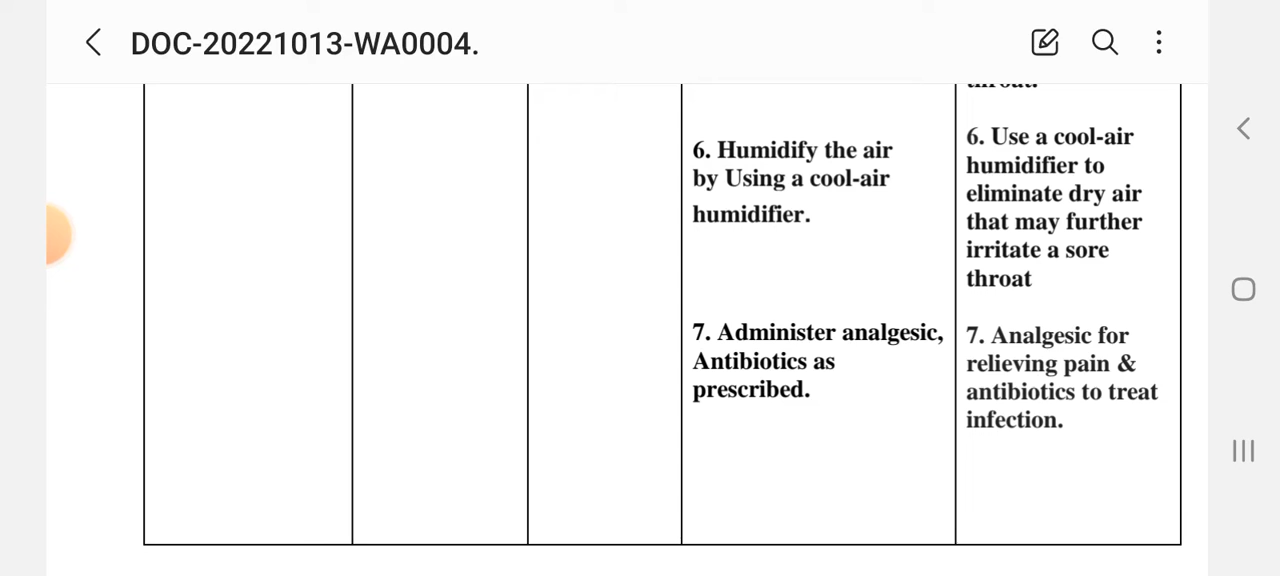 DOC-20221013-WA0004.
throat.
6. Humidify the air
by Using a cool-air
humidifier.
7. Administer analgesic,
Antibiotics as
prescribed.
6. Use a cool-air
humidifier to
eliminate dry air
that may further
irritate a sore
throat
7. Analgesic for
relieving pain &
antibiotics to treat
infection.